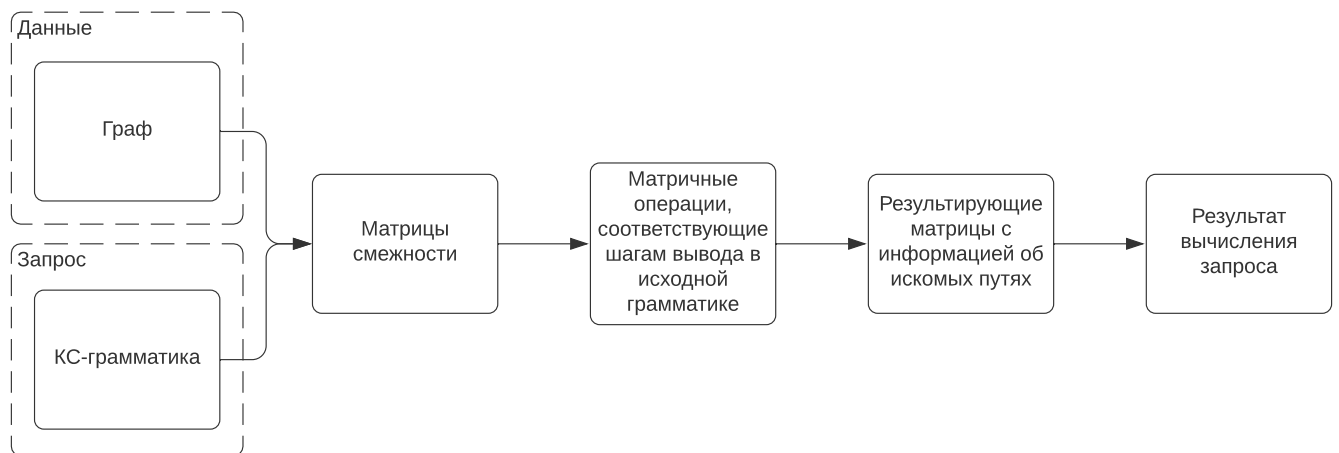 Данные
Граф
Запрос
КС-грамматика
Матрицы
смежности
Матричные
операции,
соответствующие
шагам вывода в
исходной
грамматике
Результирующие
матрицы с
информацией об
искомых путях
Результат
вычисления
запроса